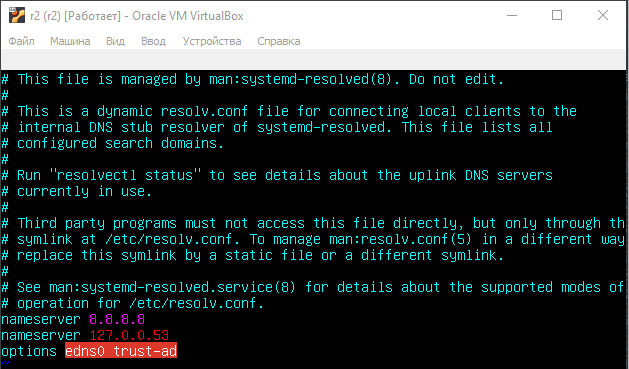 r2 (r2) [Работает] - Oracle VM VirtualBox
Файл Машина Вид Ввод Устройства Справка
# This file is managed by man:systemd-resolved(8). Do not edit.
#
# This is a dynamic resolv.conf file for connecting local clients to the
# internal DNS stub resolver of systemd-resolved. This file lists all
# configured search domains.
#
# Run "resolvectl status" to see details about the uplink DNS servers
# currently in use.
#
# Third party programs must not access this file directly, but only through th
# symlink at /etc/resolv.conf. To manage man:resolv.conf(5) in a different way
# replace this symlink by a static file or a different symlink.
#
# See man:systemd-resolved.service(8) for details about the supported modes of
# operation for /etc/resolv.conf.
nameserver 8.8.8.8
nameserver 127.0.0.53
options edns0 trust-ad
~